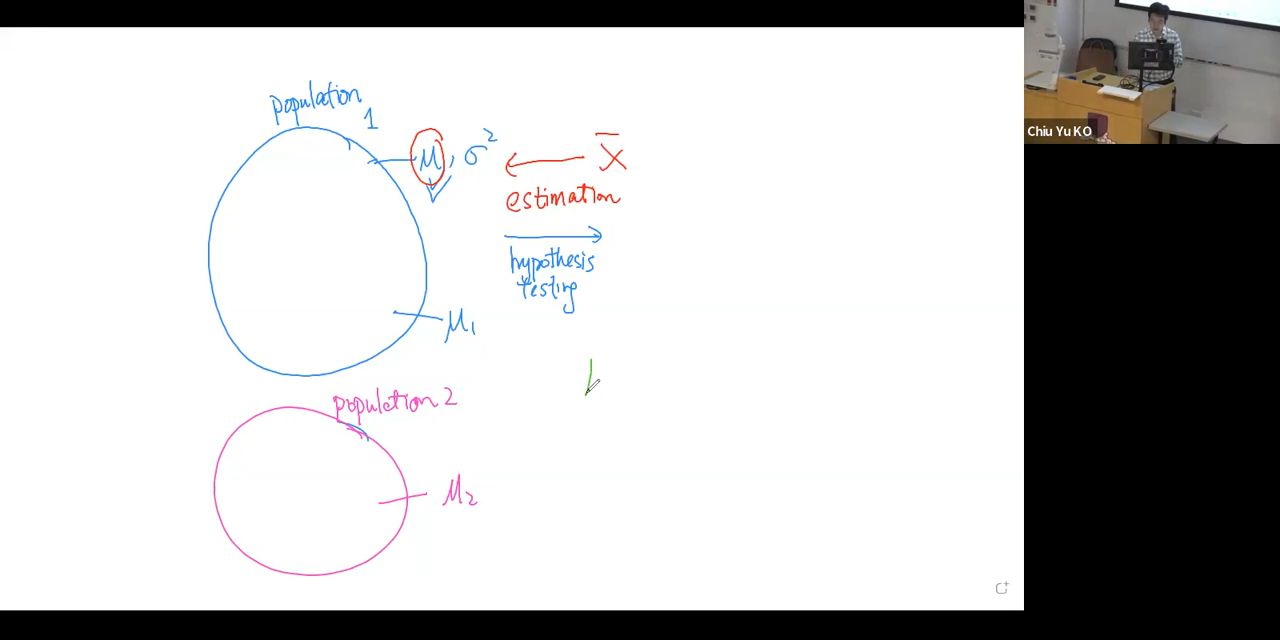 population
1
μ, σ²
X̄
estimation
hypothesis
testing
μ₁
population 2
μ₂
Chiu Yu KO